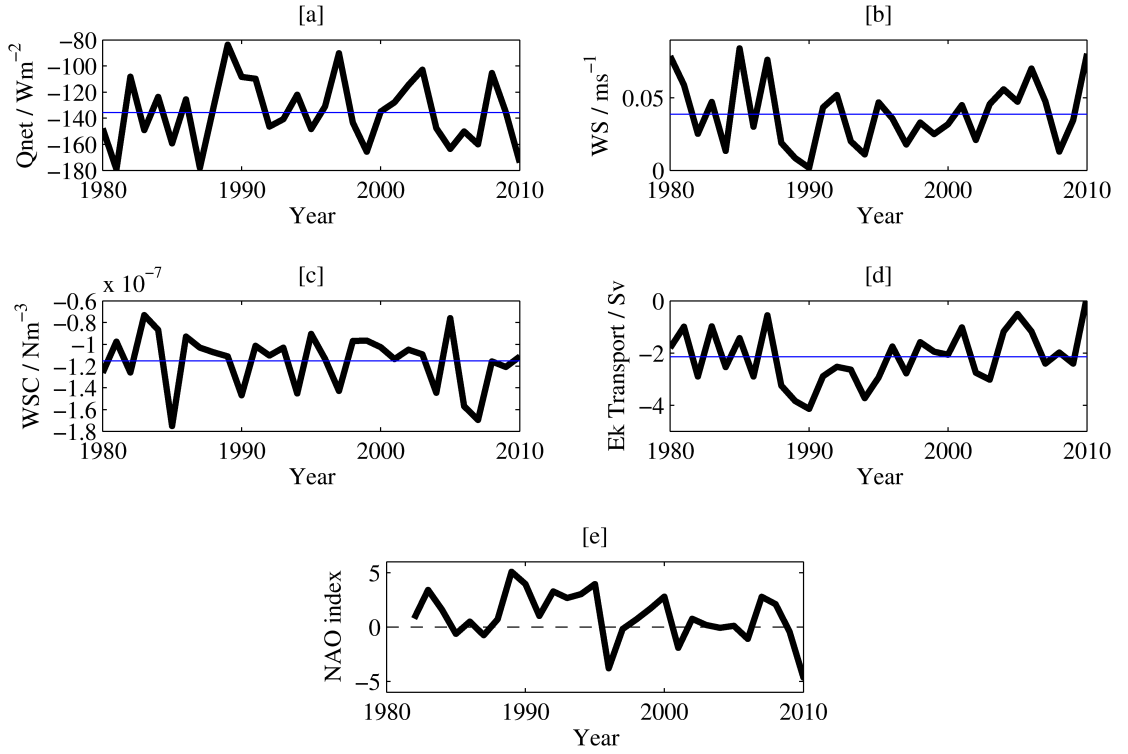 [a]
Qnet / Wm⁻²
−80
−100
−120
−140
−160
−180
1980 1990 2000 2010
Year
[b]
WS / ms⁻¹
0.05
0
1980 1990 2000 2010
Year
[c]
x 10⁻⁷
WSC / Nm⁻³
−0.6
−0.8
−1
−1.2
−1.4
−1.6
−1.8
1980 1990 2000 2010
Year
[d]
Ek Transport / Sv
0
−2
−4
1980 1990 2000 2010
Year
[e]
NAO index
5
0
−5
1980 1990 2000 2010
Year